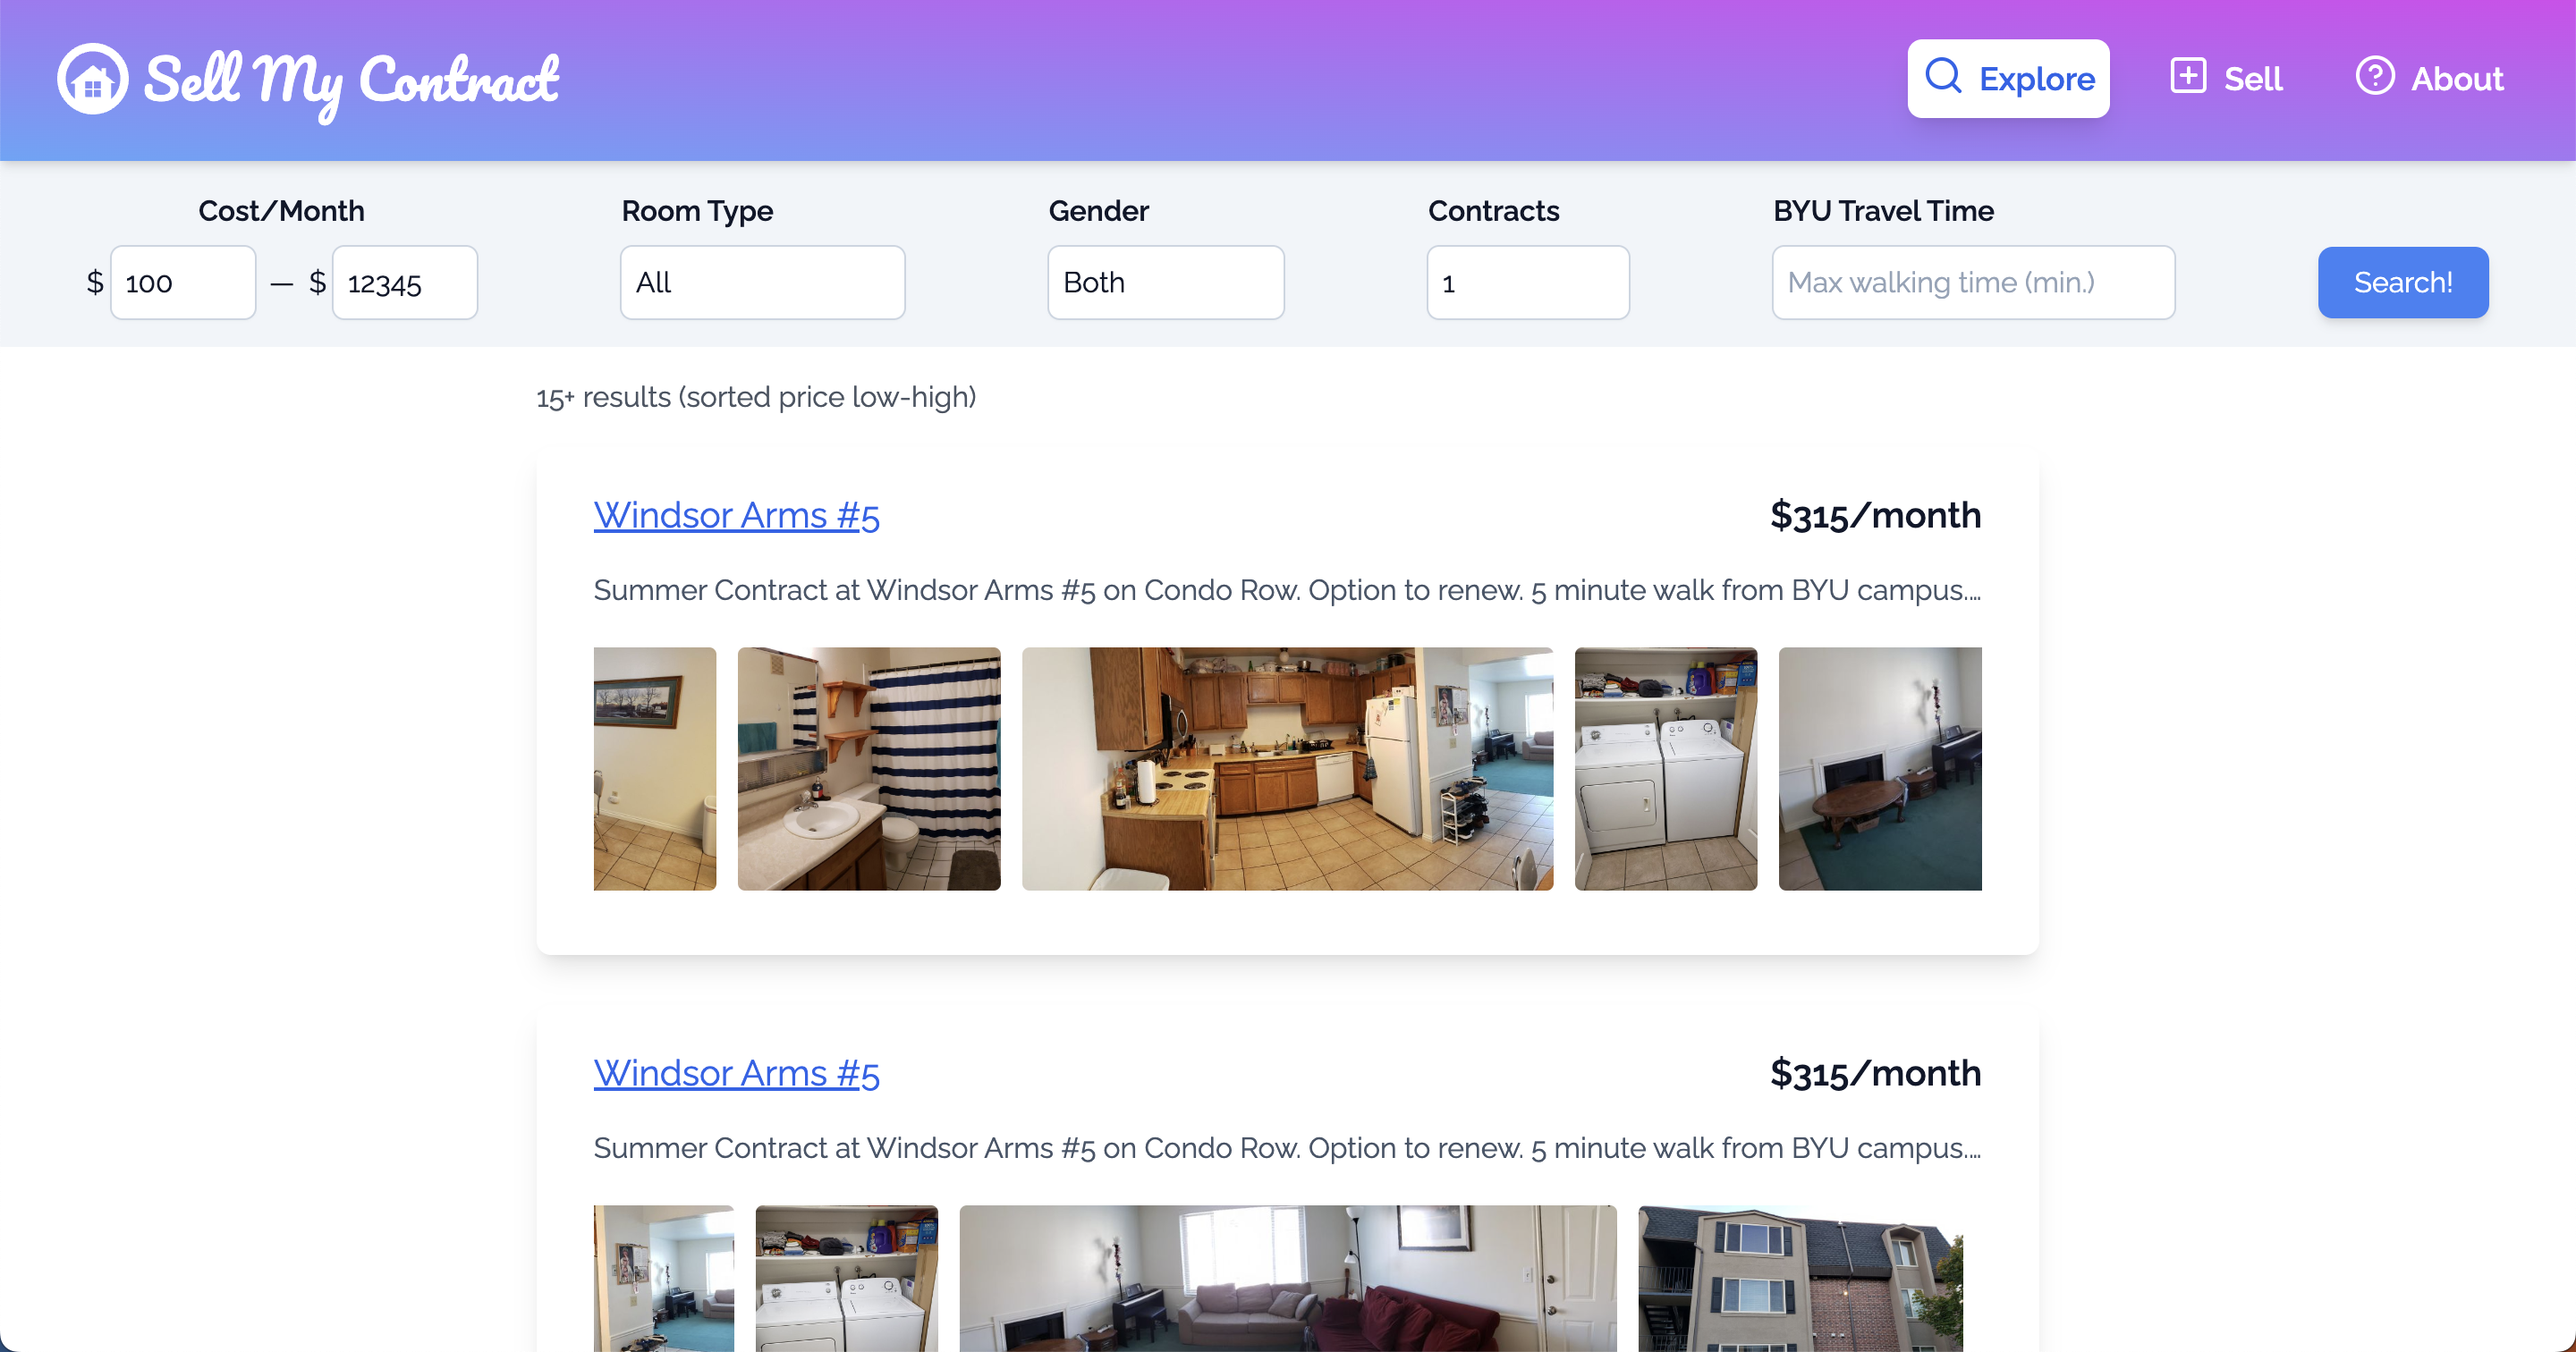 Sell My Contract
Explore
Sell
About
Cost/Month
Room Type
Gender
Contracts
BYU Travel Time
$ 100 — $ 12345
All
Both
1
Max walking time (min.)
Search!
15+ results (sorted price low-high)
Windsor Arms #5
$315/month
Summer Contract at Windsor Arms #5 on Condo Row. Option to renew. 5 minute walk from BYU campus....
Windsor Arms #5
$315/month
Summer Contract at Windsor Arms #5 on Condo Row. Option to renew. 5 minute walk from BYU campus....